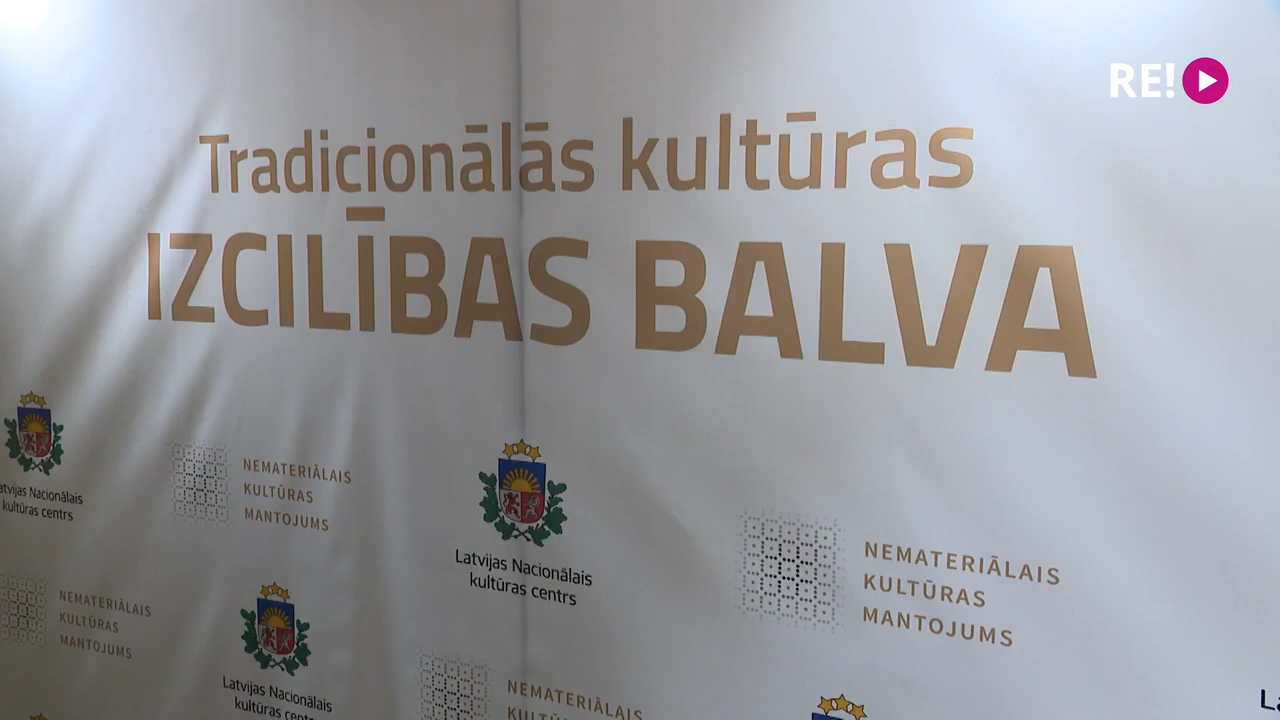 RE!
Tradicionālās kultūras
IZCILĪBAS BALVA
Nacionālais
kultūras centrs
NEMATERIĀLAIS
KULTŪRAS
MANTOJUMS
Latvijas Nacionālais
kultūras centrs
NEMATERIĀLAIS
KULTŪRAS
MANTOJUMS
NEMATERIĀLAIS
KULTŪRAS
MANTOJUMS
Latvijas Nacionālais
kultūras
NEMATERIĀLAIS